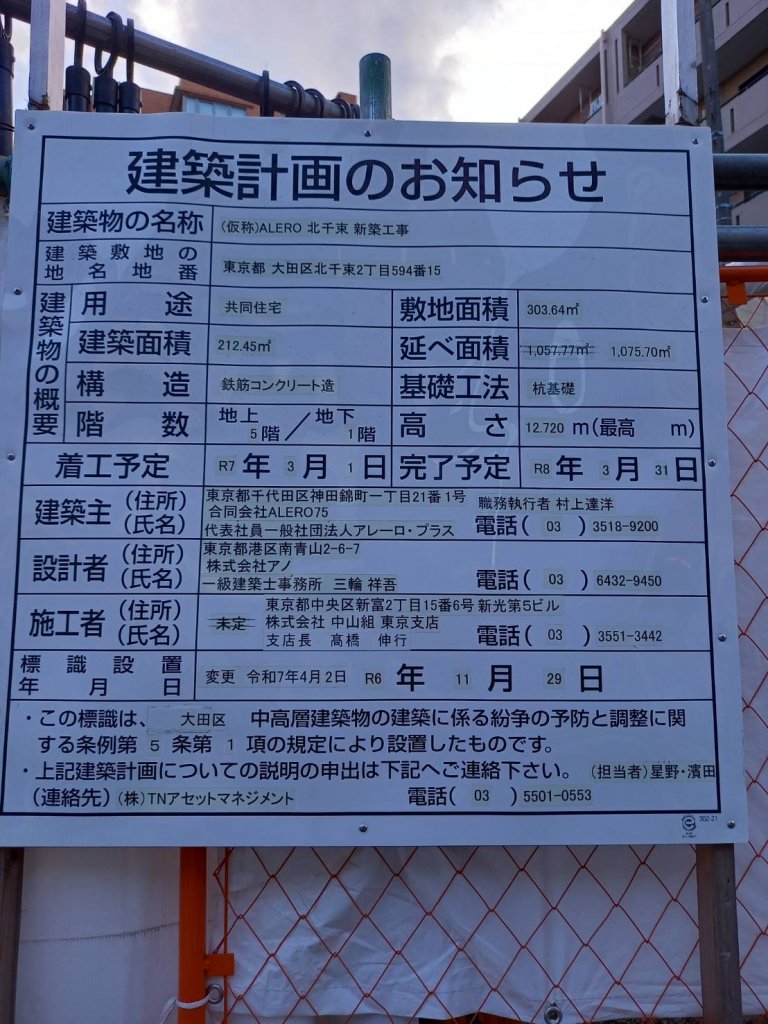 建築計画のお知らせ
建築物の名称 (仮称)ALERO 北千束 新築工事
建築敷地の地名地番 東京都 大田区北千束2丁目594番15
建築物の概要
用途 共同住宅 敷地面積 303.64㎡
建築面積 212.45㎡ 延べ面積 1,057.77㎡ 1,075.70㎡
構造 鉄筋コンクリート造 基礎工法 杭基礎
階数 地上5階/地下1階 高さ 12.720 m(最高 m)
着工予定 R7 年 3 月 1 日 完了予定 R8 年 3 月 31 日
建築主 (住所) (氏名)
東京都千代田区神田錦町一丁目21番1号
合同会社ALERO75 職務執行者 村上達洋
代表社員一般社団法人アレーロ・プラス 電話( 03 )3518-9200
設計者 (住所) (氏名)
東京都港区南青山2-6-7
株式会社アノ
一級建築士事務所 三輪 祥吾 電話( 03 )6432-9450
施工者 (住所) (氏名)
未定 東京都中央区新富2丁目15番6号 新光第5ビル
株式会社 中山組 東京支店
支店長 髙橋 伸行 電話( 03 )3551-3442
標識設置年月日 変更 令和7年4月2日 R6 年 11 月 29 日
・この標識は、 大田区 中高層建築物の建築に係る紛争の予防と調整に関
する条例第 5 条第 1 項の規定により設置したものです。
・上記建築計画についての説明の申出は下記へご連絡下さい。 (担当者)星野・濱田
(連絡先)(株)TNアセットマネジメント 電話( 03 )5501-0553
302-21